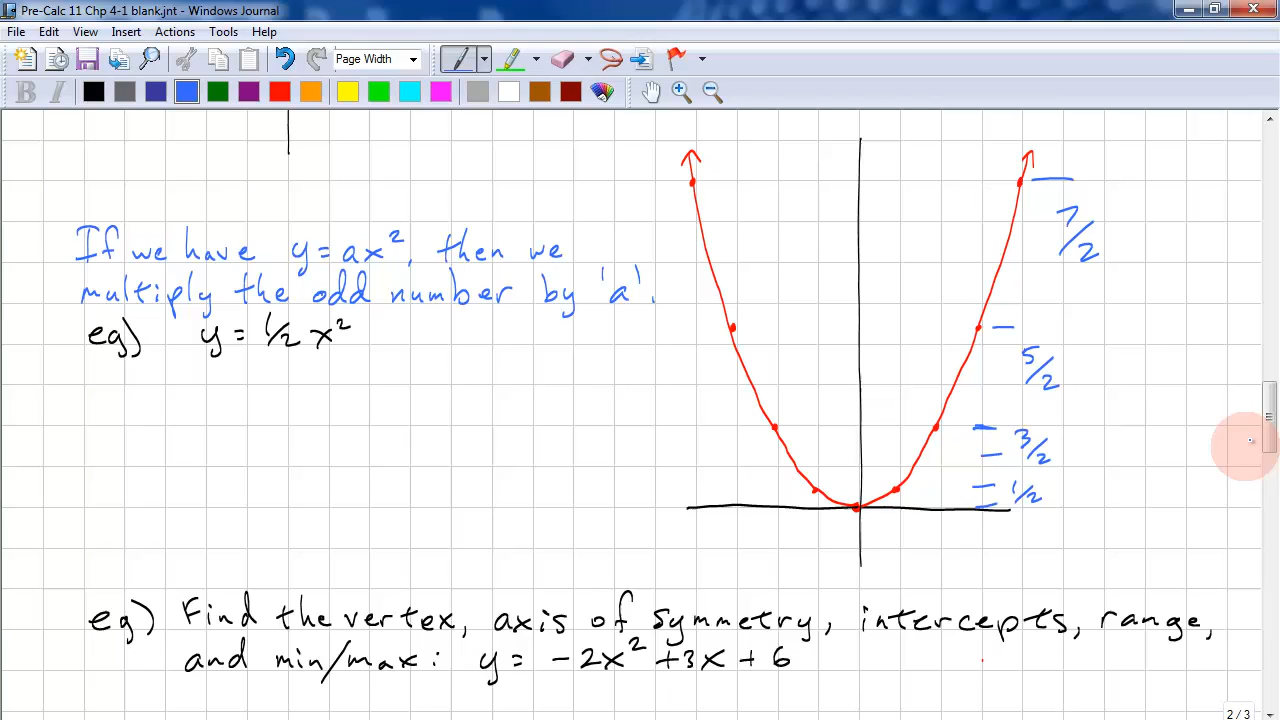 Pre-Calc 11 Chp 4-1 blank.jnt - Windows Journal
File Edit View Insert Actions Tools Help
Page Width
B I
If we have y = ax², then we
multiply the odd number by 'a'.
eg) y = 1/2 x²
7/2
5/2
3/2
1/2
eg) Find the vertex, axis of symmetry, intercepts, range,
and min/max: y = -2x² + 3x + 6
2 / 3